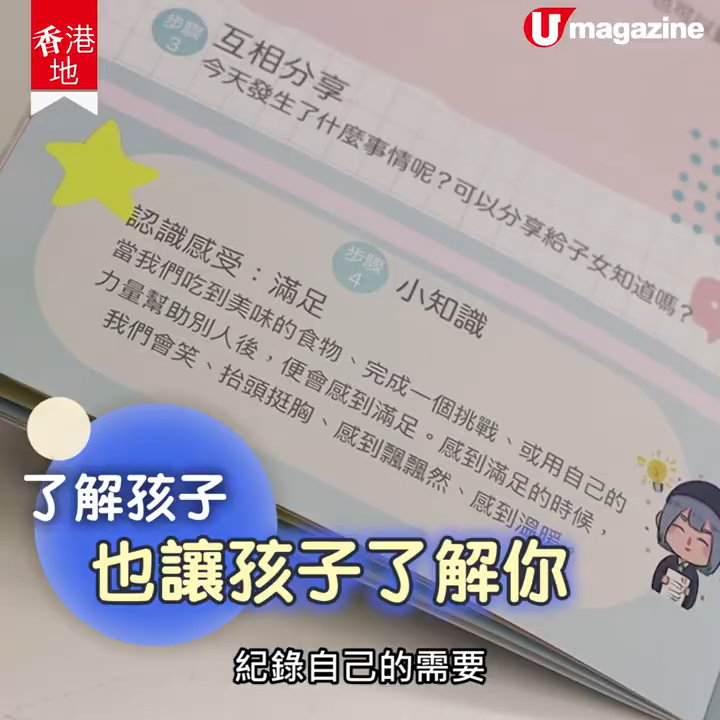 香港
地
U magazine
步驟
3
互相分享
今天發生了什麼事情呢？可以分享給子女知道嗎？
步驟
4
小知識
認識感受：滿足
當我們吃到美味的食物、完成一個挑戰、或用自己的
力量幫助別人後，便會感到滿足。感到滿足的時候，
我們會笑、抬頭挺胸、感到飄飄然、感到溫暖
了解孩子
也讓孩子了解你
紀錄自己的需要